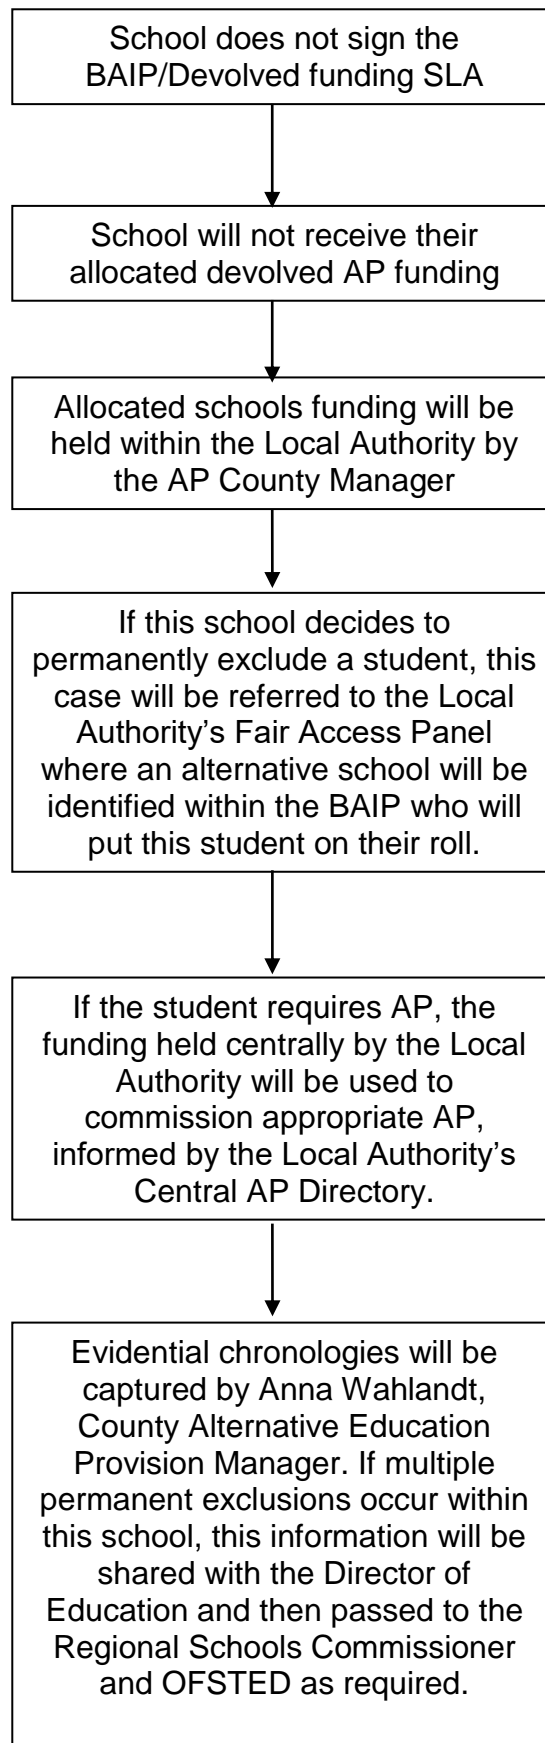 School does not sign the
BAIP/Devolved funding SLA
School will not receive their
allocated devolved AP funding
Allocated schools funding will be
held within the Local Authority by
the AP County Manager
If this school decides to
permanently exclude a student, this
case will be referred to the Local
Authority’s Fair Access Panel
where an alternative school will be
identified within the BAIP who will
put this student on their roll.
If the student requires AP, the
funding held centrally by the Local
Authority will be used to
commission appropriate AP,
informed by the Local Authority’s
Central AP Directory.
Evidential chronologies will be
captured by Anna Wahlandt,
County Alternative Education
Provision Manager. If multiple
permanent exclusions occur within
this school, this information will be
shared with the Director of
Education and then passed to the
Regional Schools Commissioner
and OFSTED as required.